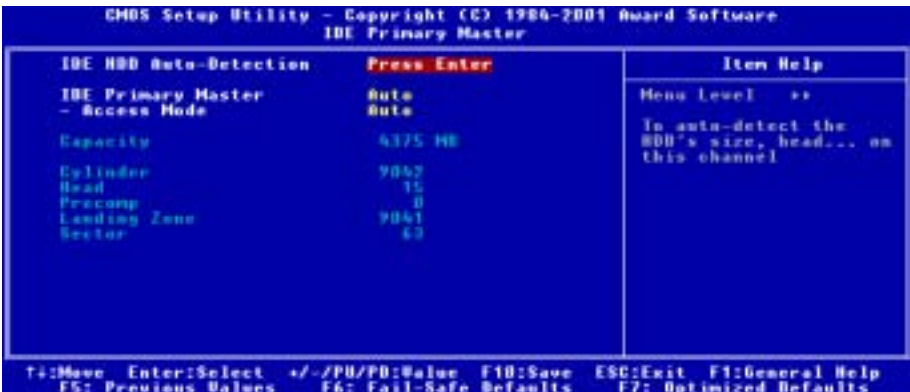 CMOS Setup Utility - Copyright (C) 1984-2001 Award Software
IDE Primary Master
IDE HDD Auto-Detection Press Enter
Item Help
IDE Primary Master Auto
- Access Mode Auto
Menu Level ▸▸
Capacity 4375 MB
To auto-detect the
HDD's size, head... on
this channel
Cylinder 9042
Head 15
Precomp 0
Landing Zone 9041
Sector 63
↑↓:Move Enter:Select +/-/PU/PD:Value F10:Save ESC:Exit F1:General Help
F5: Previous Values F6: Fail-Safe Defaults F7: Optimized Defaults